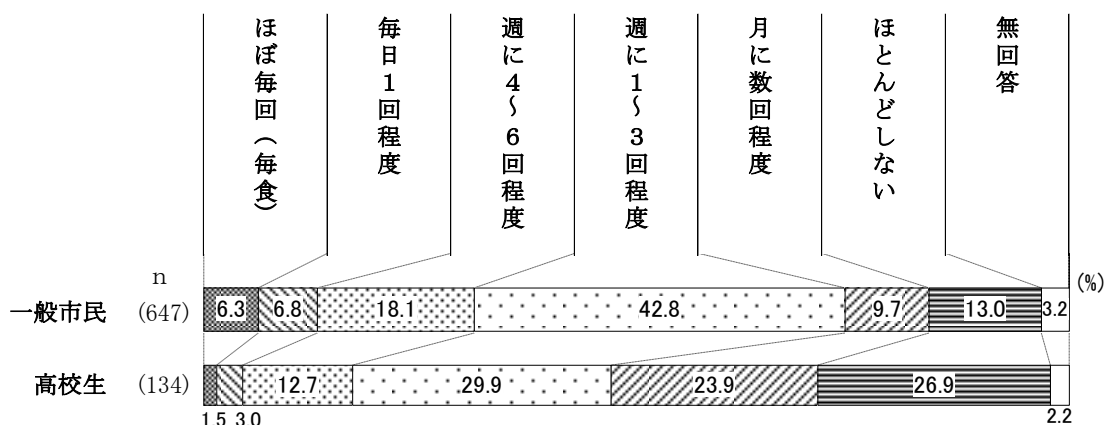 ほぼ毎回（毎食）
毎日１回程度
週に４～６回程度
週に１～３回程度
月に数回程度
ほとんどしない
無回答
n
(%)
一般市民 (647) 6.3 6.8 18.1 42.8 9.7 13.0 3.2
高校生 (134) 12.7 29.9 23.9 26.9
1.5 3.0 2.2